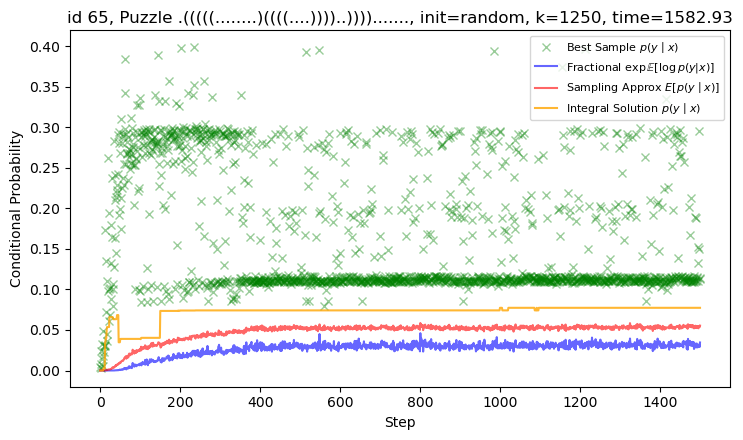 id 65, Puzzle .(((((........)((((....))))..))))......., init=random, k=1250, time=1582.93
Best Sample p(y | x)
Fractional exp𝔼[log p(y|x)]
Sampling Approx E[p(y | x)]
Integral Solution p(y | x)
Conditional Probability
0.40
0.35
0.30
0.25
0.20
0.15
0.10
0.05
0.00
0 200 400 600 800 1000 1200 1400
Step